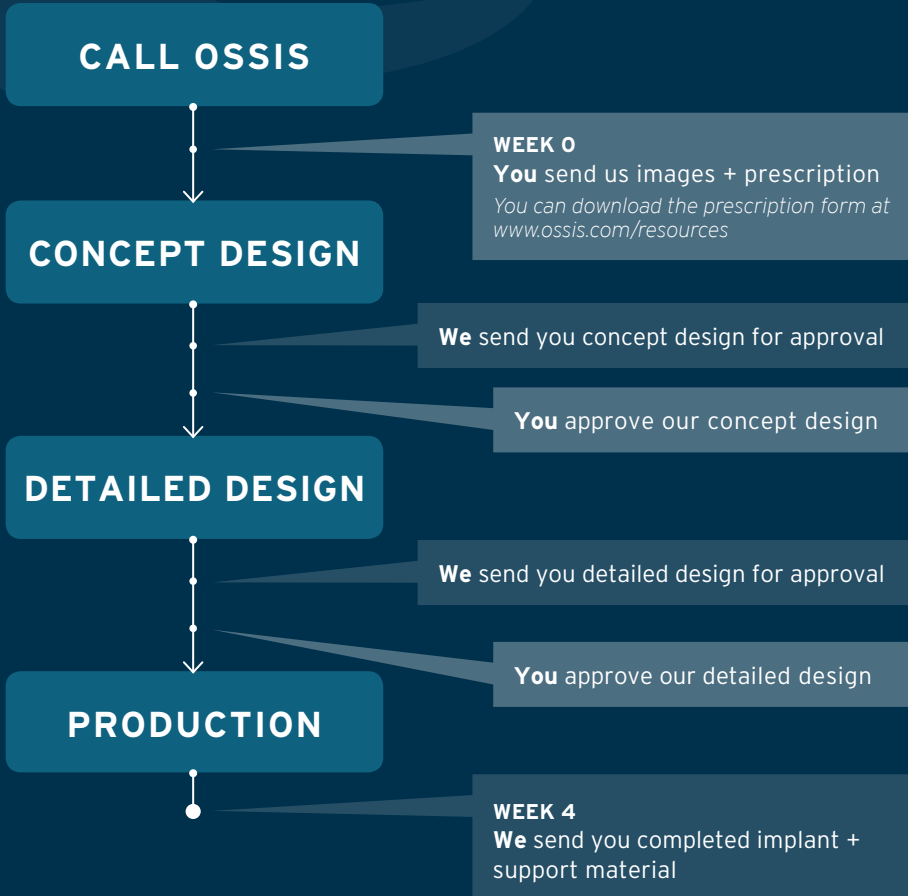 CALL OSSIS
WEEK 0
You send us images + prescription
You can download the prescription form at
www.ossis.com/resources
CONCEPT DESIGN
We send you concept design for approval
You approve our concept design
DETAILED DESIGN
We send you detailed design for approval
You approve our detailed design
PRODUCTION
WEEK 4
We send you completed implant +
support material